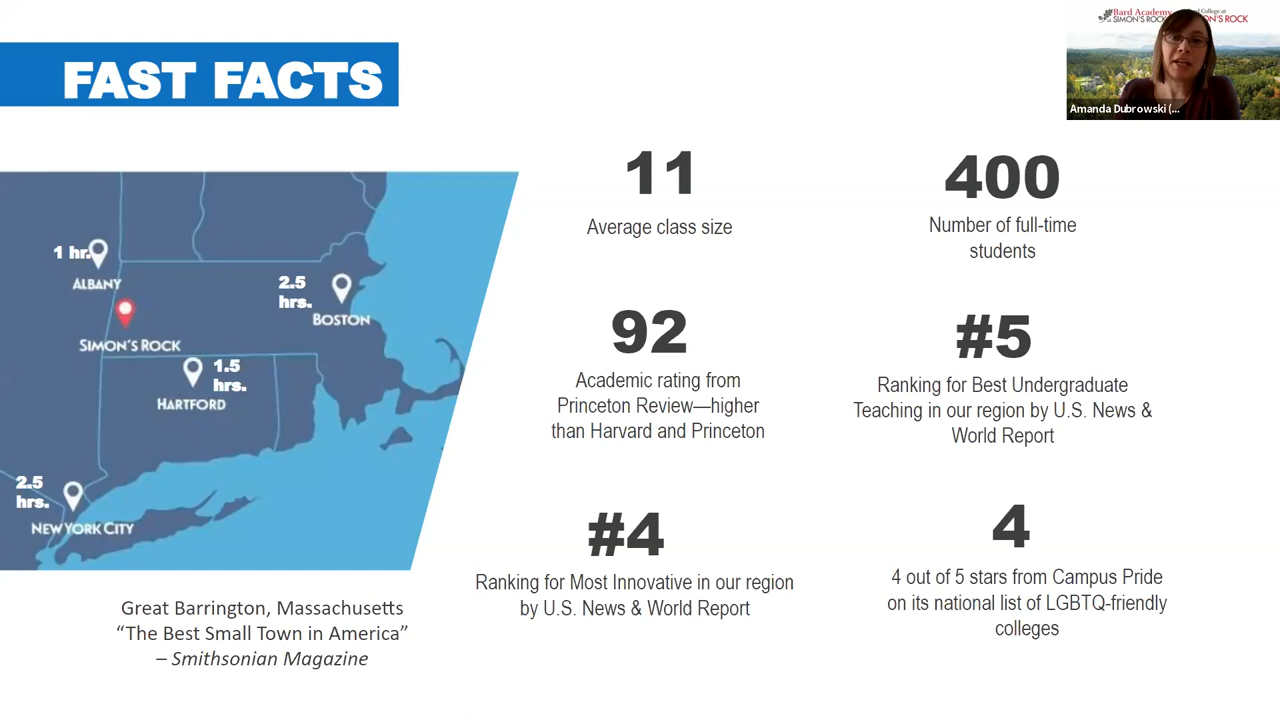 Bard Academy
SIMON'S ROCK
College at
N'S ROCK
Amanda Dubrowski (...
FAST FACTS
1 hr.
ALBANY
2.5
hrs.
BOSTON
SIMON'S ROCK
1.5
hrs.
HARTFORD
2.5
hrs.
NEW YORK CITY
Great Barrington, Massachusetts
“The Best Small Town in America”
– Smithsonian Magazine
11
Average class size
400
Number of full-time
students
92
Academic rating from
Princeton Review—higher
than Harvard and Princeton
#5
Ranking for Best Undergraduate
Teaching in our region by U.S. News &
World Report
#4
Ranking for Most Innovative in our region
by U.S. News & World Report
4
4 out of 5 stars from Campus Pride
on its national list of LGBTQ-friendly
colleges